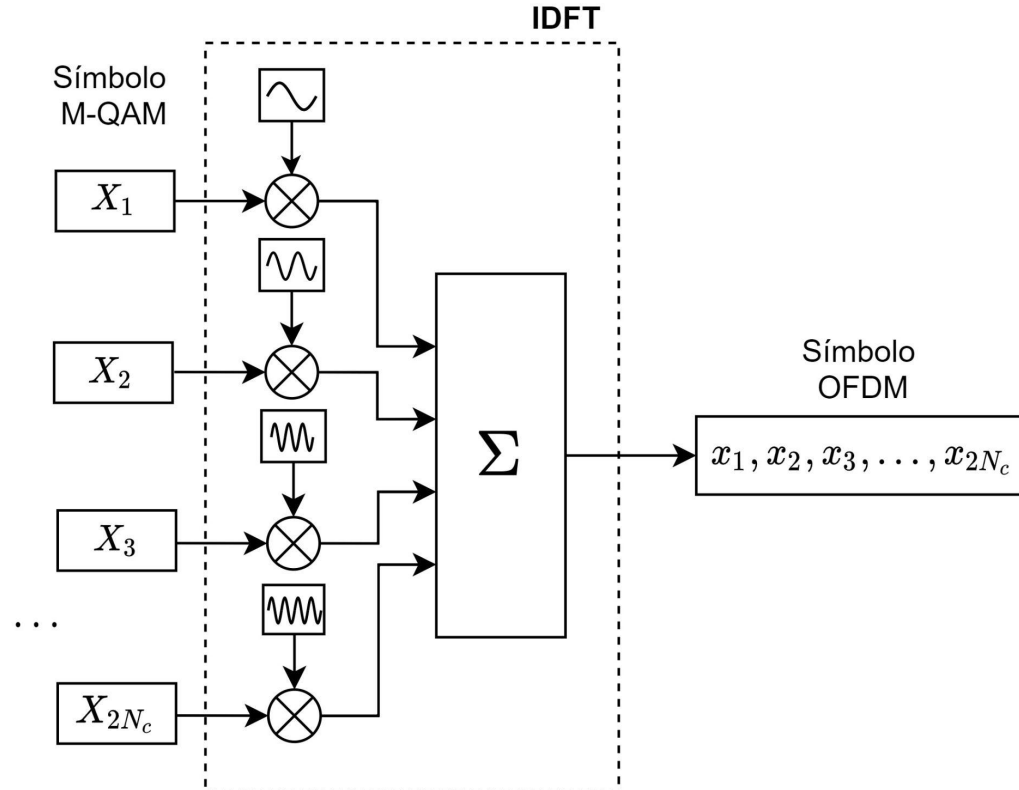 IDFT
Símbolo
M-QAM
X_1
X_2
X_3
...
X_{2N_c}
Σ
Símbolo
OFDM
x_1, x_2, x_3, ..., x_{2N_c}